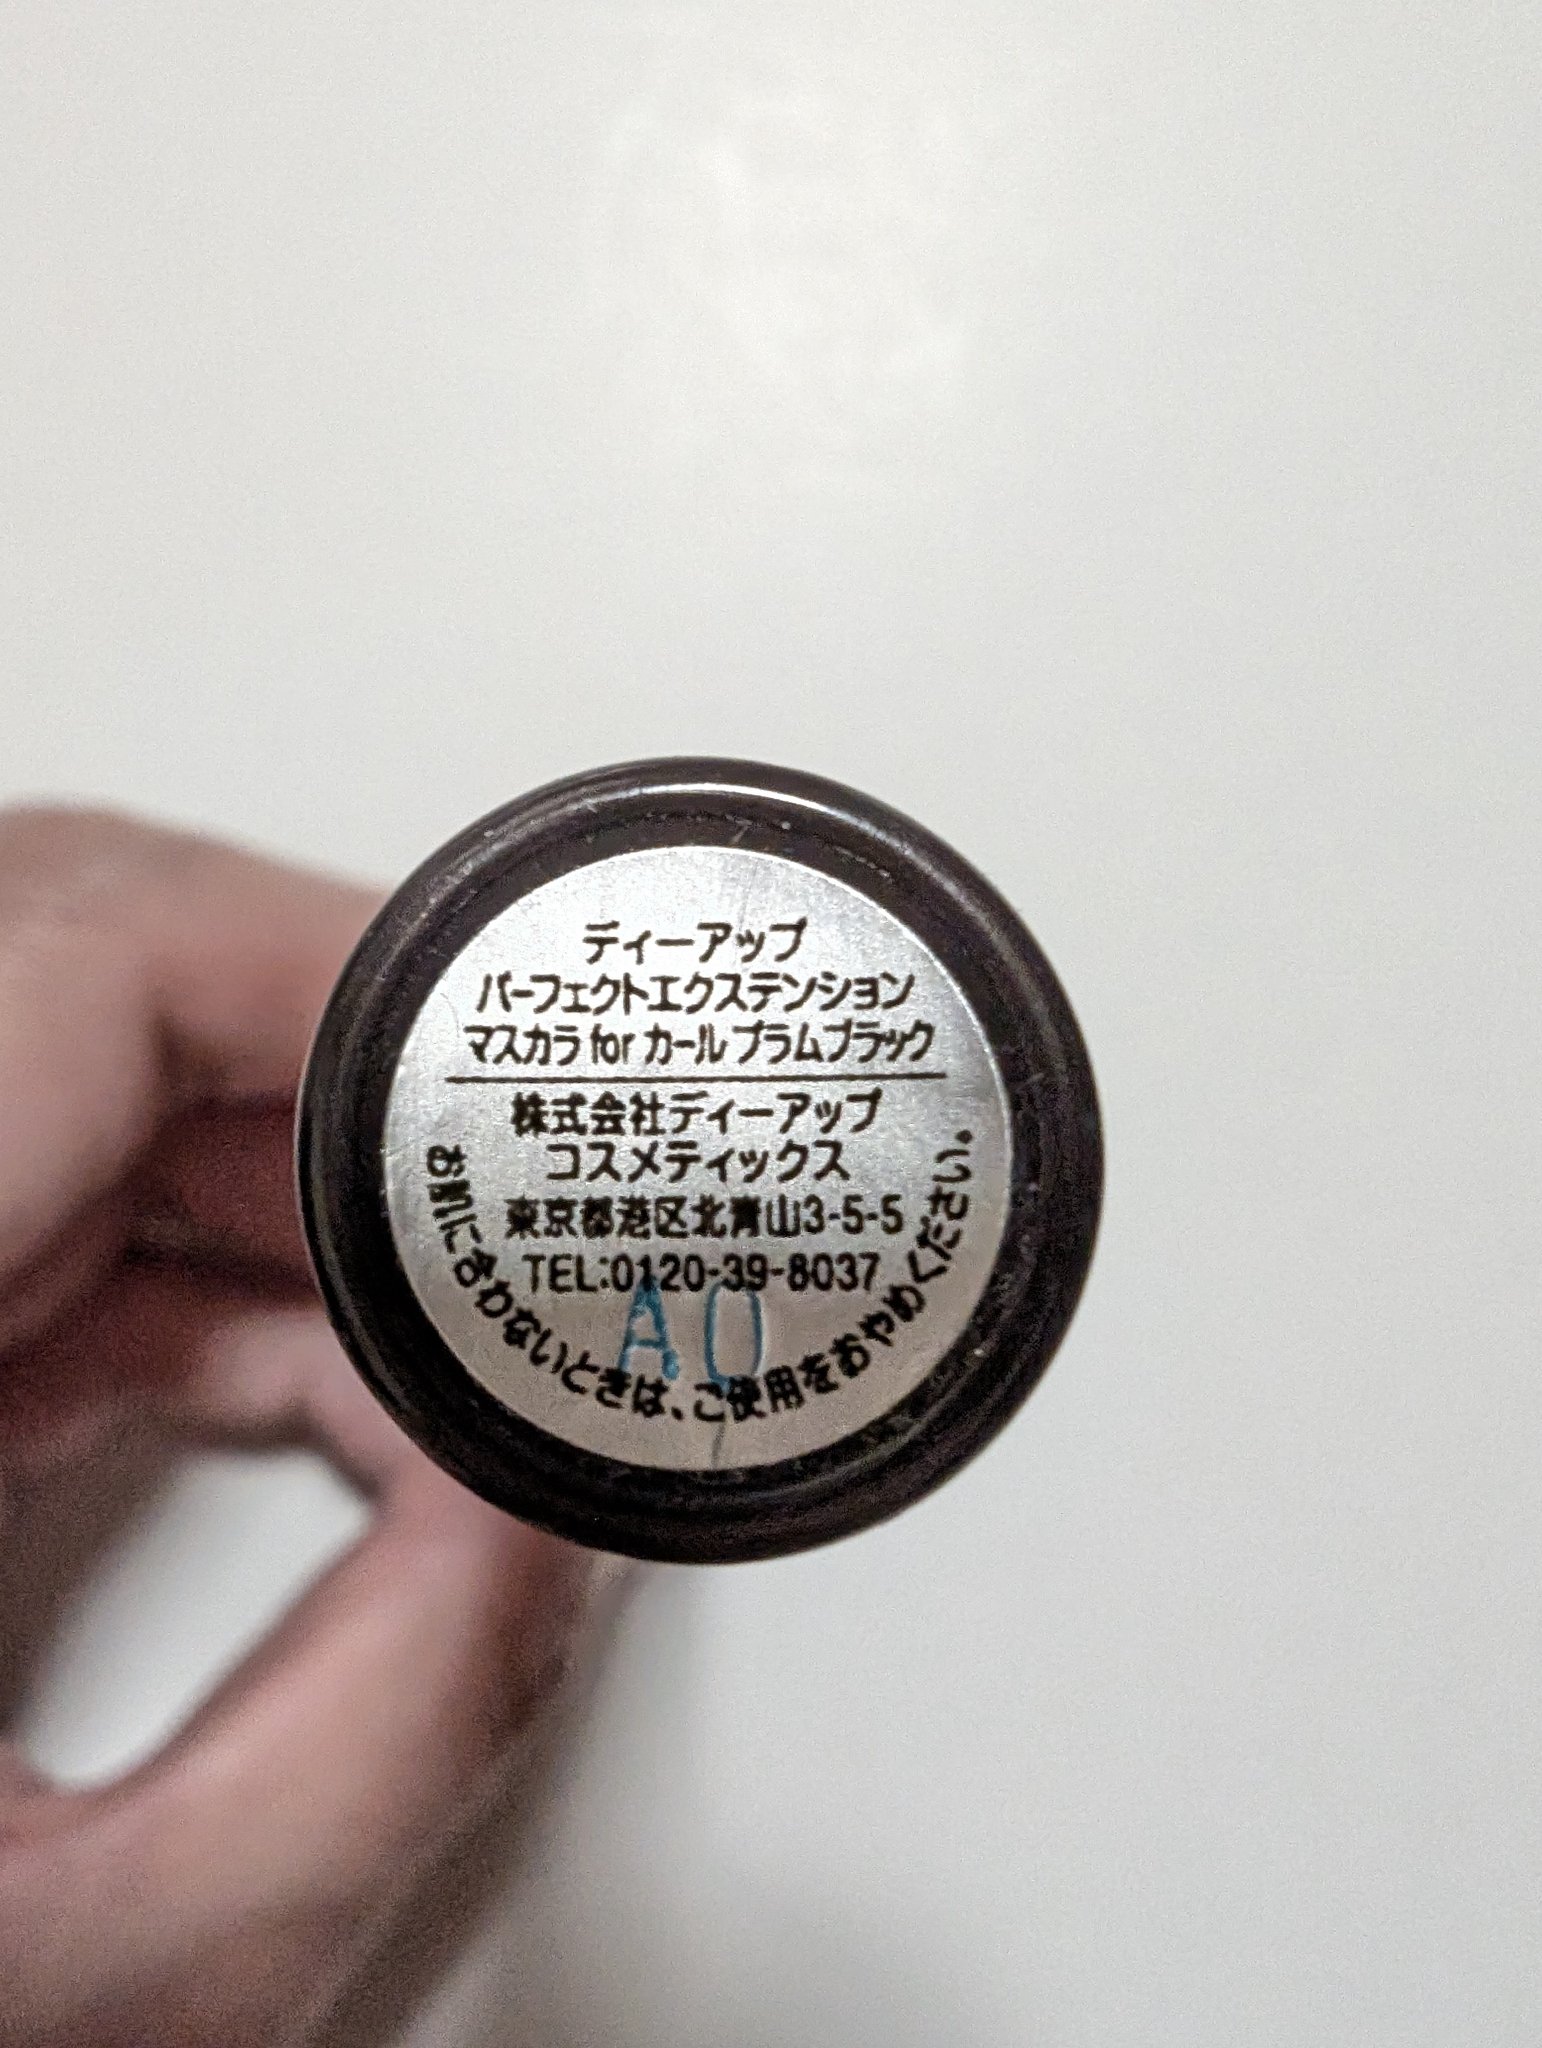 ディーアップ
パーフェクトエクステンション
マスカラ for カール プラムブラック
株式会社ディーアップ
コスメティックス
東京都港区北青山3-5-5
TEL:0120-39-8037
A0
お肌に合わないときは、ご使用をおやめください。